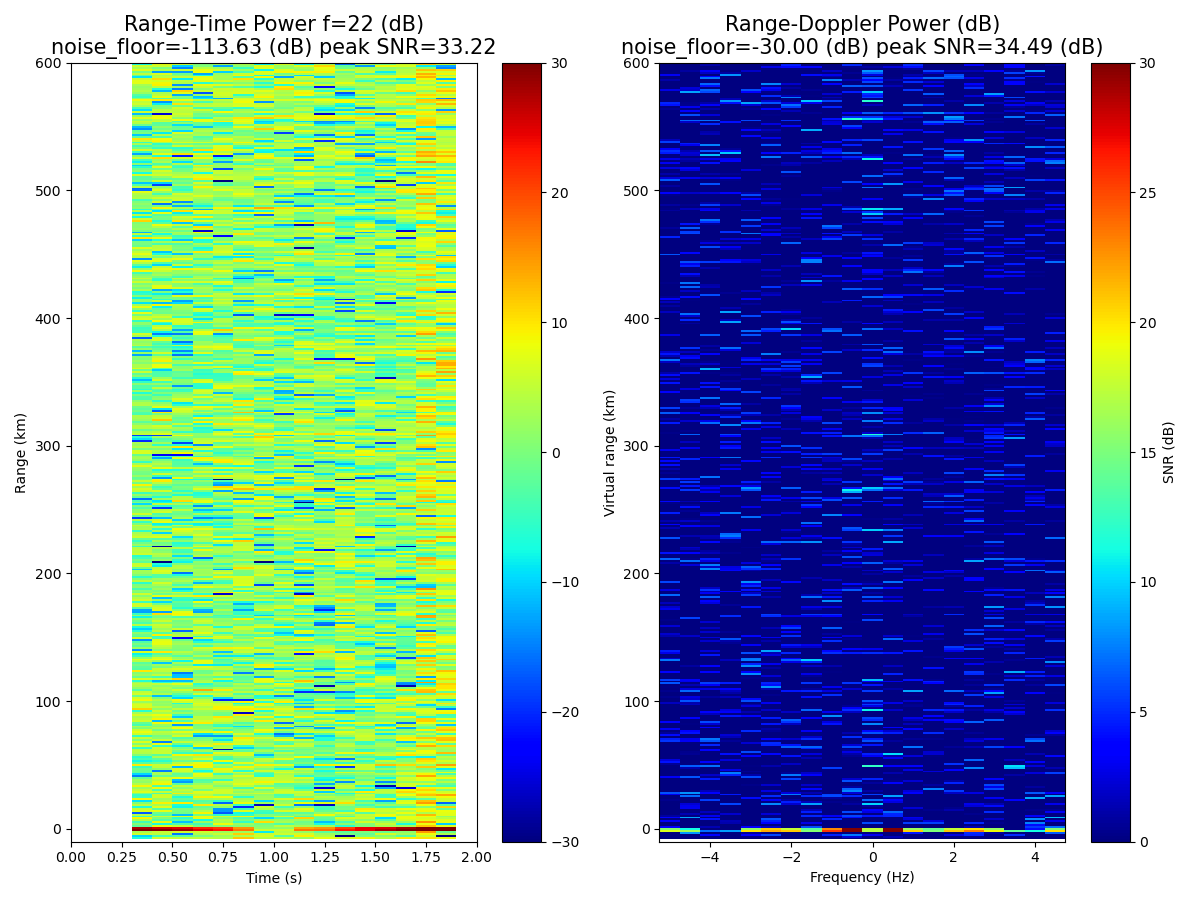 Range-Time Power f=22 (dB)
noise_floor=-113.63 (dB) peak SNR=33.22
600
500
400
300
200
100
0
Range (km)
0.00 0.25 0.50 0.75 1.00 1.25 1.50 1.75 2.00
Time (s)
30
20
10
0
−10
−20
−30
Range-Doppler Power (dB)
noise_floor=-30.00 (dB) peak SNR=34.49 (dB)
600
500
400
300
200
100
0
Virtual range (km)
−4 −2 0 2 4
Frequency (Hz)
30
25
20
15
10
5
0
SNR (dB)